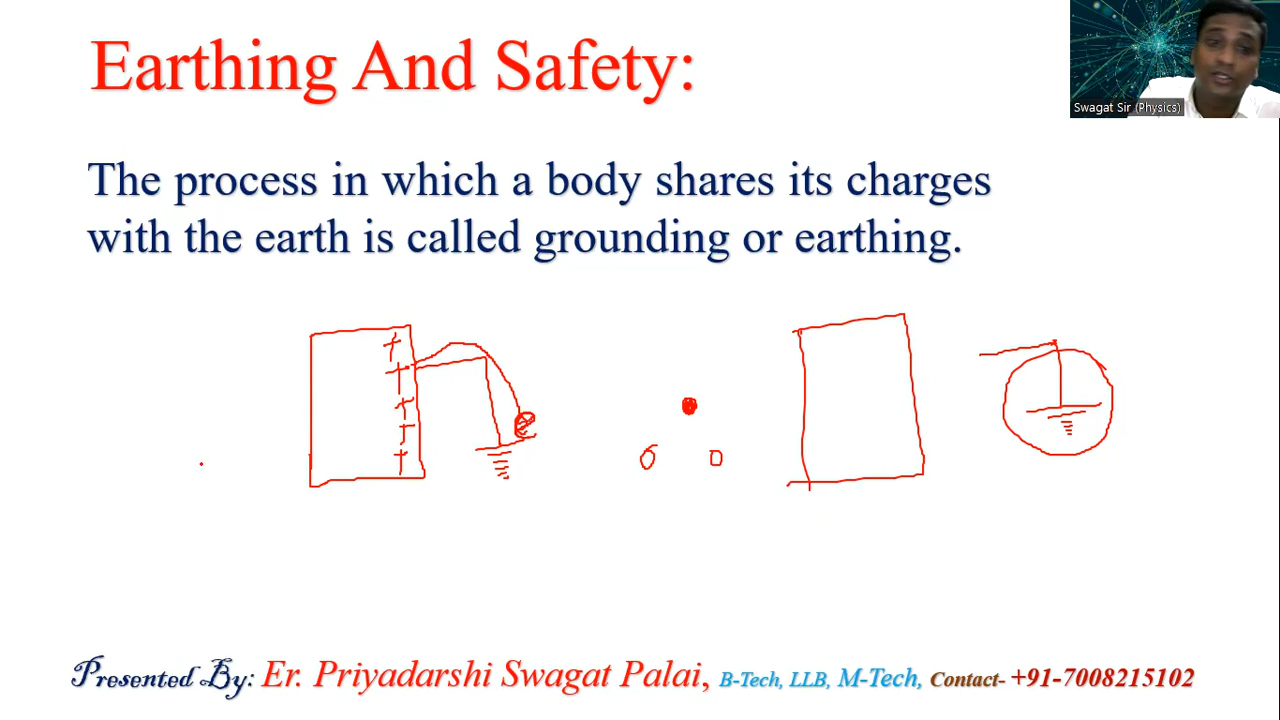 Earthing And Safety:
Swagat Sir (Physics)
The process in which a body shares its charges
with the earth is called grounding or earthing.
+
+
+
+
+
Presented By: Er. Priyadarshi Swagat Palai, B-Tech, LLB, M-Tech, Contact- +91-7008215102